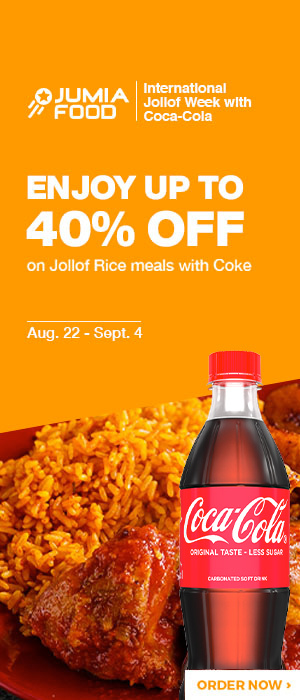 JUMIA
FOOD
International
Jollof Week with
Coca-Cola
ENJOY UP TO
40% OFF
on Jollof Rice meals with Coke
Aug. 22 - Sept. 4
Coca-Cola
ORIGINAL TASTE - LESS SUGAR
CARBONATED SOFT DRINK
ORDER NOW ›